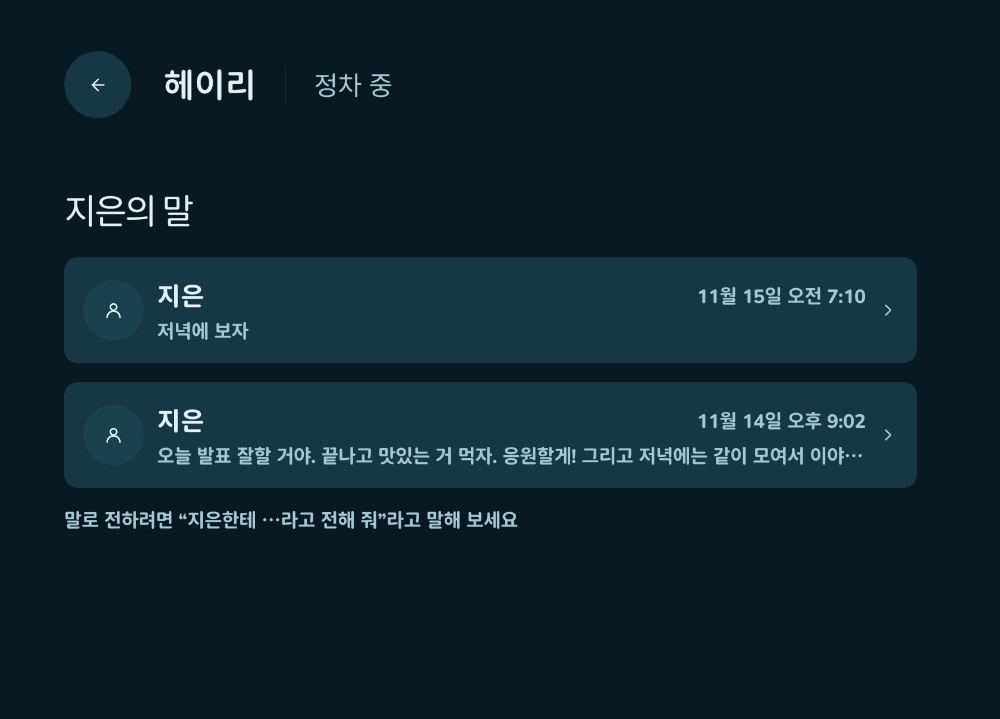 헤이리
정차 중
지은의 말
지은
11월 15일 오전 7:10
저녁에 보자
지은
11월 14일 오후 9:02
오늘 발표 잘할 거야. 끝나고 맛있는 거 먹자. 응원할게! 그리고 저녁에는 같이 모여서 이야…
말로 전하려면 “지은한테 …라고 전해 줘”라고 말해 보세요